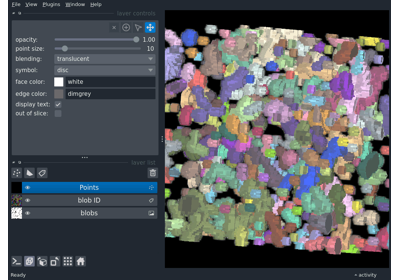 File View Plugins Window Help
layer controls
opacity: 1.00
point size: 10
blending: translucent
symbol: disc
face color: white
edge color: dimgrey
display text:
out of slice:
layer list
Points
blob ID
blobs
Ready
activity